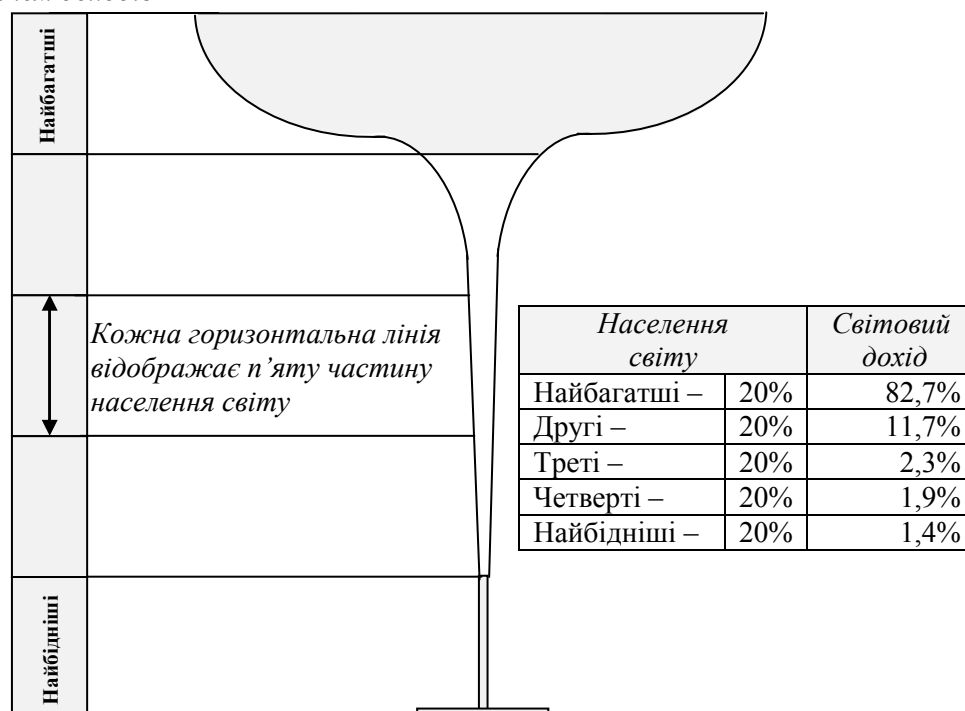 Найбагатші
Кожна горизонтальна лінія
відображає п’яту частину
населення світу
Населення світу Світовий дохід
Найбагатші – 20% 82,7%
Другі – 20% 11,7%
Треті – 20% 2,3%
Четверті – 20% 1,9%
Найбідніші – 20% 1,4%
Найбідніші